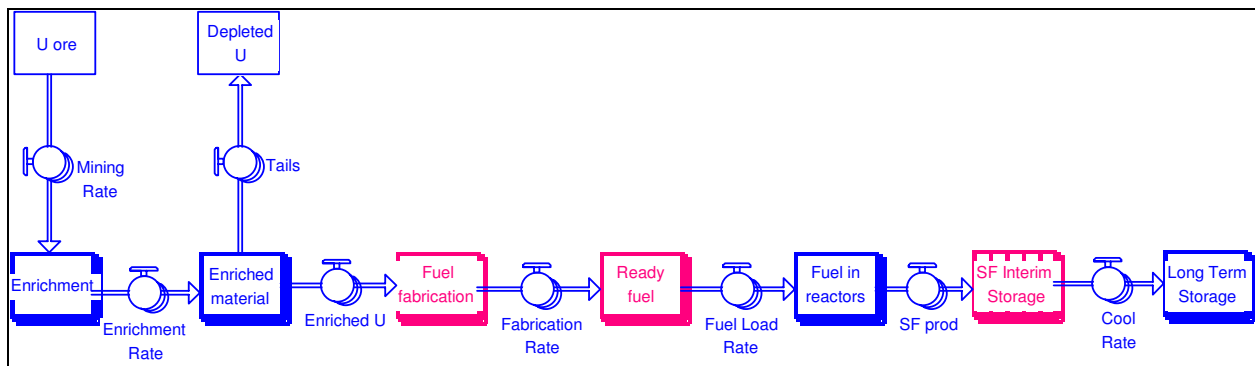 U ore
Depleted
U
Mining
Rate
Tails
Enrichment
Enrichment
Rate
Enriched
material
Enriched U
Fuel
fabrication
Fabrication
Rate
Ready
fuel
Fuel Load
Rate
Fuel in
reactors
SF prod
SF Interim
Storage
Cool
Rate
Long Term
Storage